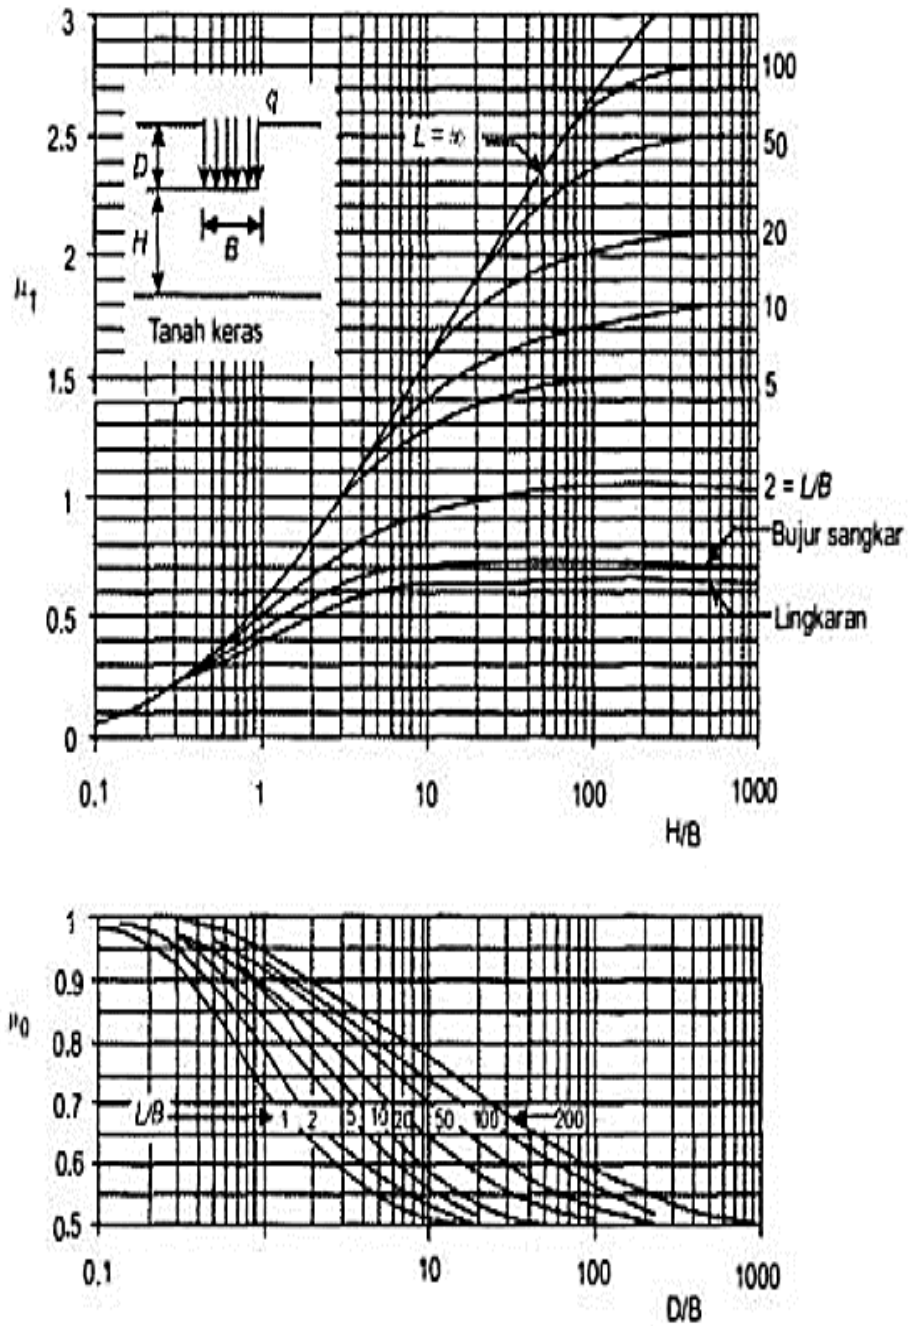 3
2.5
2
1.5
1
0.5
0
μ1
q
D
H
B
Tanah keras
L = ∞
100
50
20
10
5
2 = L/B
Bujur sangkar
Lingkaran
0.1 1 10 100 1000
H/B
1
0.9
0.8
0.7
0.6
0.5
μ0
L/B 1 2 5 10 20 50 100 200
0.1 1 10 100 1000
D/B